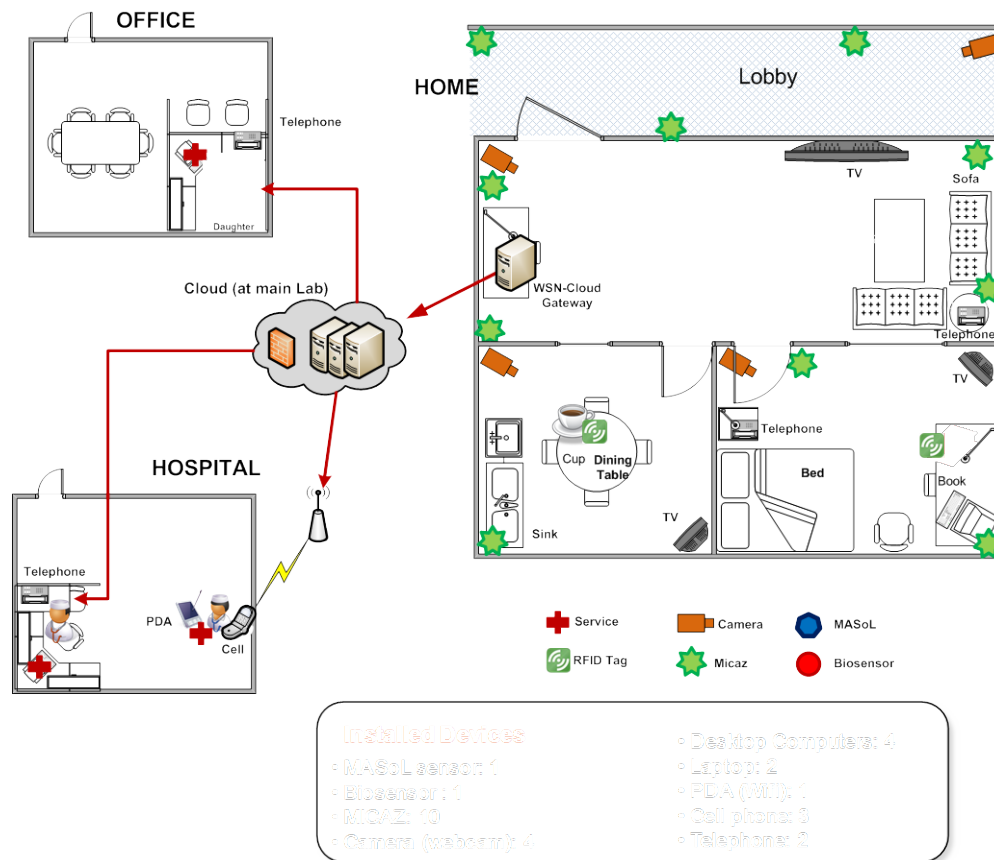 OFFICE
Telephone
Daughter
HOME
Lobby
TV
Sofa
WSN-Cloud
Gateway
Telephone
Cloud (at main Lab)
TV
Telephone
Cup
Dining
Table
Bed
Book
Sink
TV
HOSPITAL
Telephone
PDA
Cell
Service
Camera
MASoL
RFID Tag
Micaz
Biosensor
Installed Devices
• MASoL sensor: 1
• Biosensor : 1
• MICAZ: 10
• Camera (webcam): 4
• Desktop Computers: 4
• Laptop: 2
• PDA (Mill): 1
• Cell phone: 3
• Telephone: 2